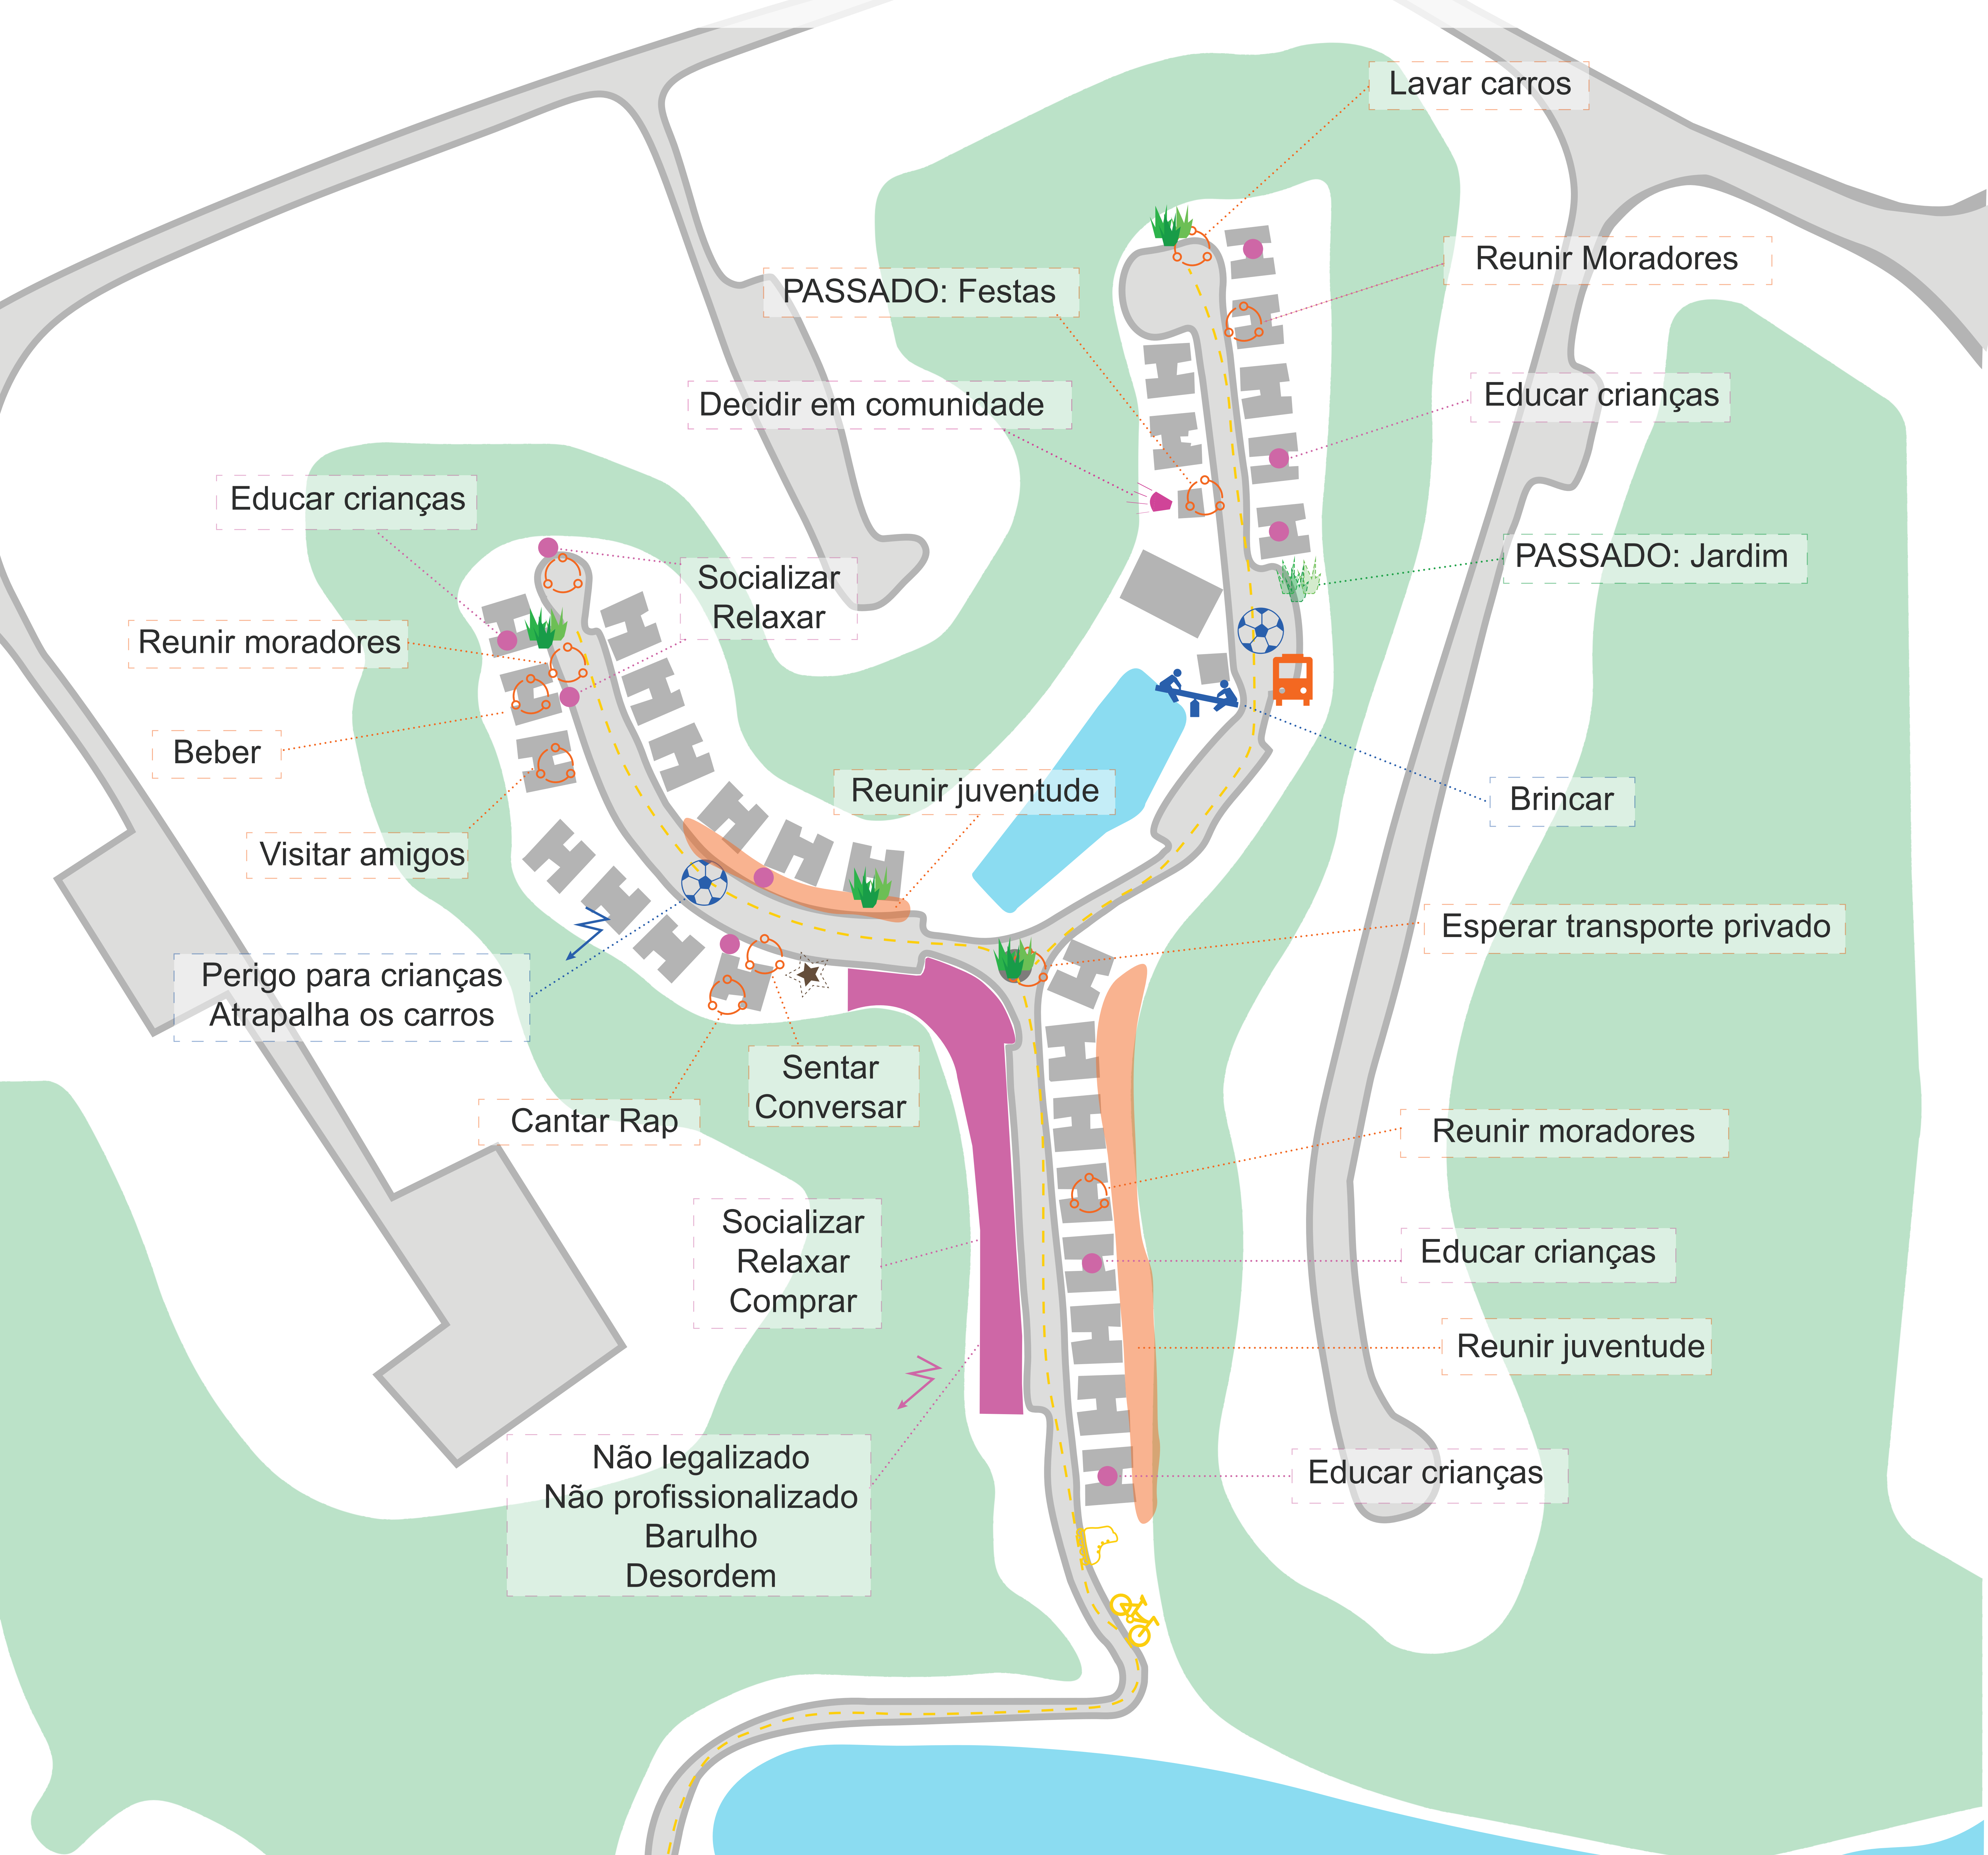 Lavar carros
Reunir Moradores
PASSADO: Festas
Educar crianças
Decidir em comunidade
Educar crianças
PASSADO: Jardim
Socializar
Relaxar
Reunir moradores
Beber
Reunir juventude
Brincar
Visitar amigos
Esperar transporte privado
Perigo para crianças
Atrapalha os carros
Sentar
Conversar
Cantar Rap
Reunir moradores
Socializar
Relaxar
Comprar
Educar crianças
Reunir juventude
Não legalizado
Não profissionalizado
Barulho
Desordem
Educar crianças